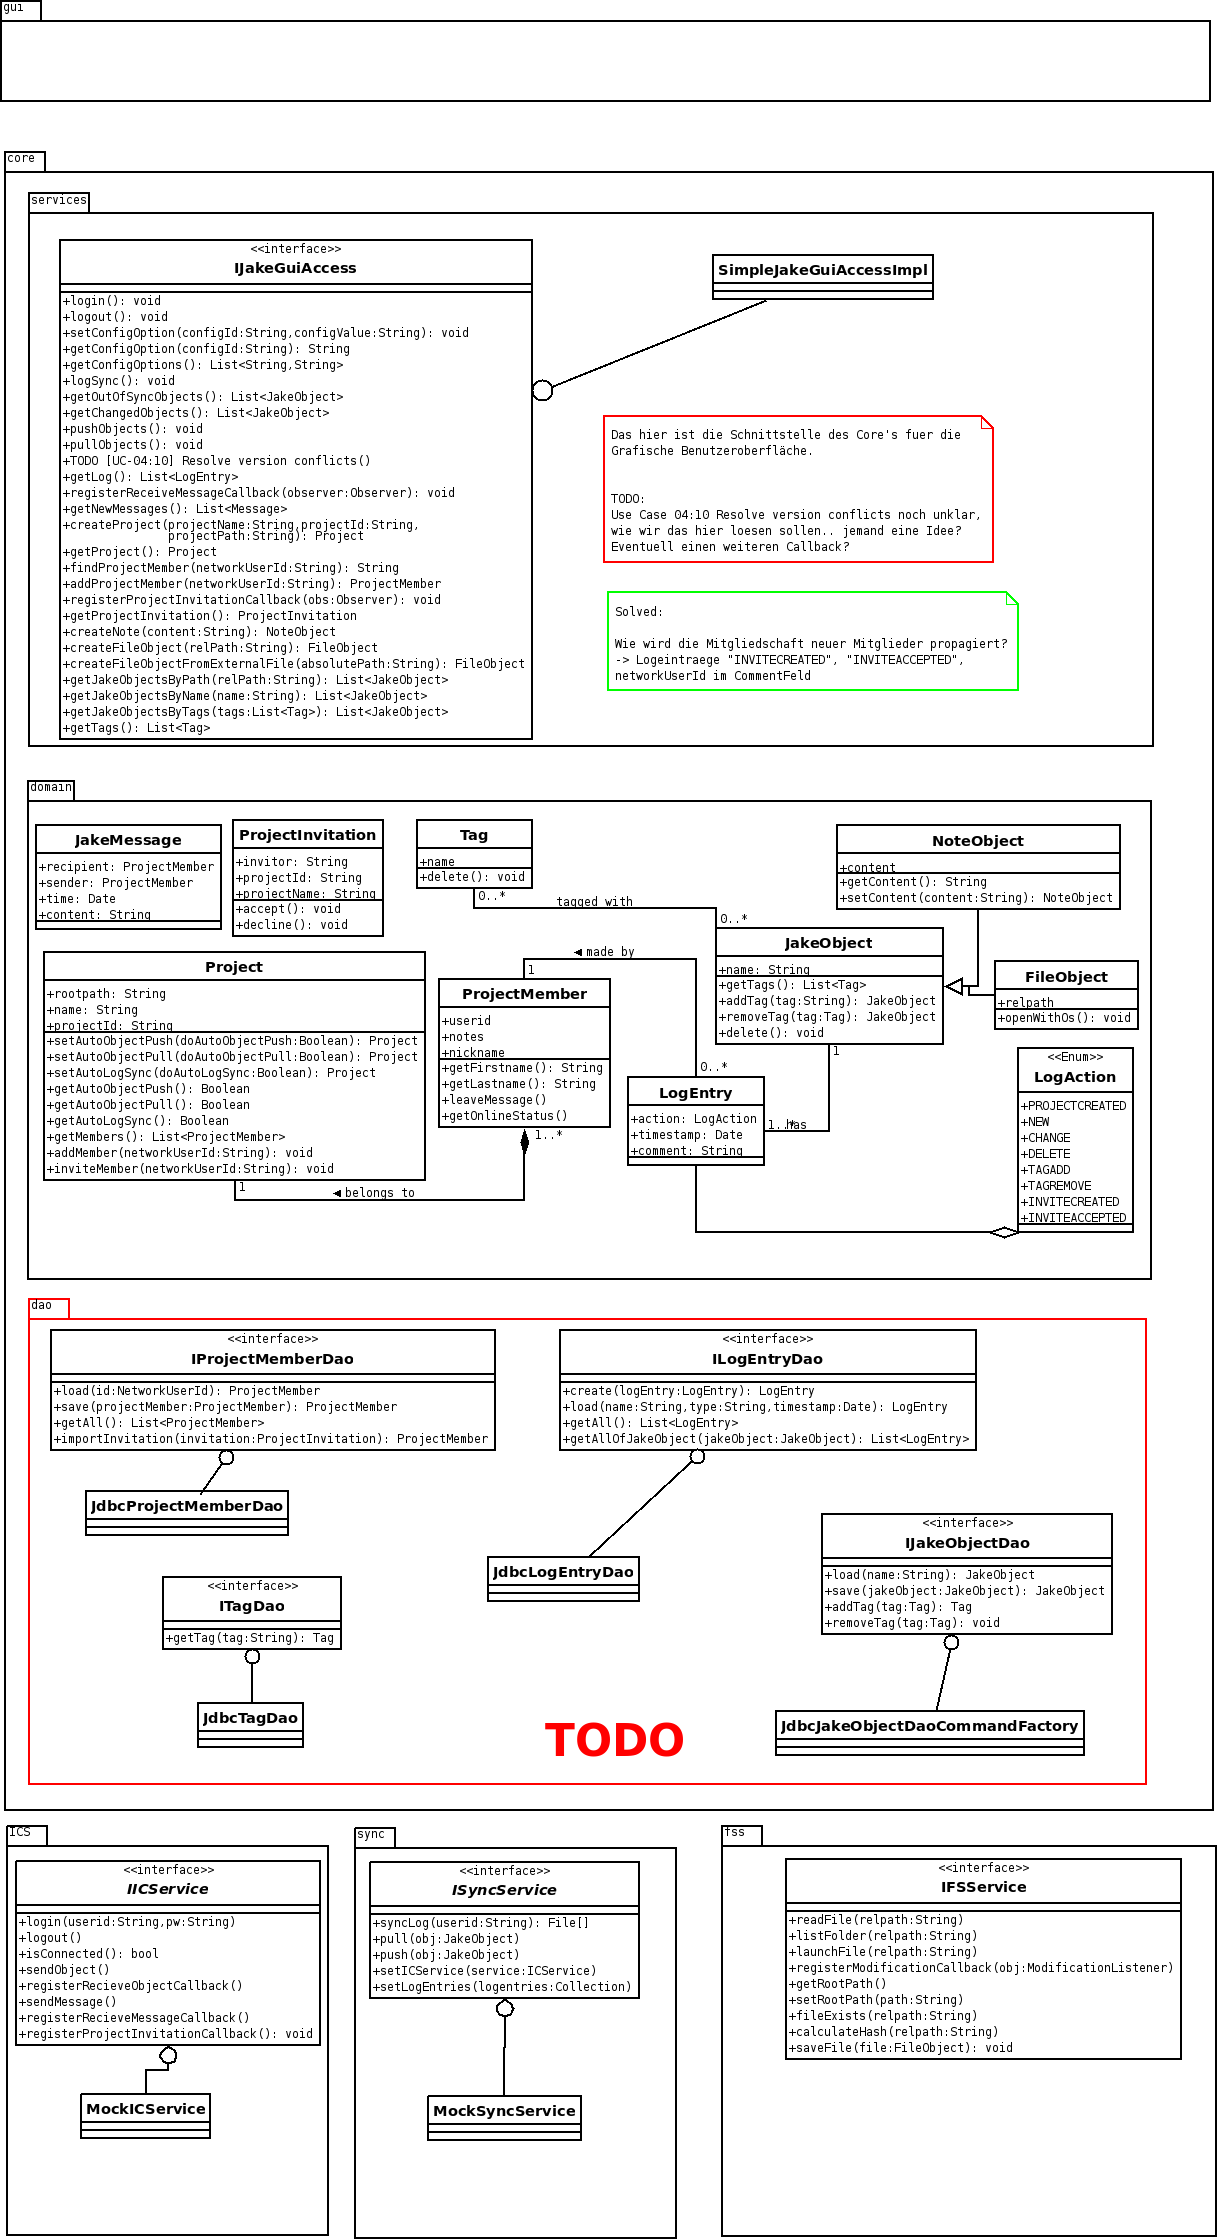 gui
core
services
<<interface>>
IJakeGuiAccess
+login(): void
+logout(): void
+setConfigOption(configId:String,configValue:String): void
+getConfigOption(configId:String): String
+getConfigOptions(): List<String,String>
+logSync(): void
+getOutOfSyncObjects(): List<JakeObject>
+getChangedObjects(): List<JakeObject>
+pushObjects(): void
+pullObjects(): void
+TODO [UC-04:10] Resolve version conflicts()
+getLog(): List<LogEntry>
+registerReceiveMessageCallback(observer:Observer): void
+getNewMessages(): List<Message>
+createProject(projectName:String,projectId:String,
projectPath:String): Project
+getProject(): Project
+findProjectMember(networkUserId:String): String
+addProjectMember(networkUserId:String): ProjectMember
+registerProjectInvitationCallback(obs:Observer): void
+getProjectInvitation(): ProjectInvitation
+createNote(content:String): NoteObject
+createFileObject(relPath:String): FileObject
+createFileObjectFromExternalFile(absolutePath:String): FileObject
+getJakeObjectsByPath(relPath:String): List<JakeObject>
+getJakeObjectsByName(name:String): List<JakeObject>
+getJakeObjectsByTags(tags:List<Tag>): List<JakeObject>
+getTags(): List<Tag>
SimpleJakeGuiAccessImpl
Das hier ist die Schnittstelle des Core's fuer die
Grafische Benutzeroberfläche.
TODO:
Use Case 04:10 Resolve version conflicts noch unklar,
wie wir das hier loesen sollen.. jemand eine Idee?
Eventuell einen weiteren Callback?
Solved:
Wie wird die Mitgliedschaft neuer Mitglieder propagiert?
-> Logeintraege "INVITECREATED", "INVITEACCEPTED",
networkUserId im CommentFeld
domain
JakeMessage
+recipient: ProjectMember
+sender: ProjectMember
+time: Date
+content: String
ProjectInvitation
+invitor: String
+projectId: String
+projectName: String
+accept(): void
+decline(): void
Tag
+name
+delete(): void
0..*
tagged with
0..*
NoteObject
+content
+getContent(): String
+setContent(content:String): NoteObject
JakeObject
+name: String
+getTags(): List<Tag>
+addTag(tag:String): JakeObject
+removeTag(tag:Tag): JakeObject
+delete(): void
FileObject
+relpath
+openWithOs(): void
Project
+rootpath: String
+name: String
+projectId: String
+setAutoObjectPush(doAutoObjectPush:Boolean): Project
+setAutoObjectPull(doAutoObjectPull:Boolean): Project
+setAutoLogSync(doAutoLogSync:Boolean): Project
+getAutoObjectPush(): Boolean
+getAutoObjectPull(): Boolean
+getAutoLogSync(): Boolean
+getMembers(): List<ProjectMember>
+addMember(networkUserId:String): void
+inviteMember(networkUserId:String): void
made by
1
ProjectMember
+userid
+notes
+nickname
+getFirstname(): String
+getLastname(): String
+leaveMessage()
+getOnlineStatus()
0..*
1
LogEntry
+action: LogAction
+timestamp: Date
+comment: String
1..*
has
<<Enum>>
LogAction
+PROJECTCREATED
+NEW
+CHANGE
+DELETE
+TAGADD
+TAGREMOVE
+INVITECREATED
+INVITEACCEPTED
1..*
1
belongs to
dao
<<interface>>
IProjectMemberDao
+load(id:NetworkUserId): ProjectMember
+save(projectMember:ProjectMember): ProjectMember
+getAll(): List<ProjectMember>
+importInvitation(invitation:ProjectInvitation): ProjectMember
JdbcProjectMemberDao
<<interface>>
ILogEntryDao
+create(logEntry:LogEntry): LogEntry
+load(name:String,type:String,timestamp:Date): LogEntry
+getAll(): List<LogEntry>
+getAllOfJakeObject(jakeObject:JakeObject): List<LogEntry>
JdbcLogEntryDao
<<interface>>
IJakeObjectDao
+load(name:String): JakeObject
+save(jakeObject:JakeObject): JakeObject
+addTag(tag:Tag): Tag
+removeTag(tag:Tag): void
<<interface>>
ITagDao
+getTag(tag:String): Tag
JdbcTagDao
TODO
JdbcJakeObjectDaoCommandFactory
ICS
<<interface>>
IICService
+login(userid:String,pw:String)
+logout()
+isConnected(): bool
+sendObject()
+registerRecieveObjectCallback()
+sendMessage()
+registerRecieveMessageCallback()
+registerProjectInvitationCallback(): void
MockICService
sync
<<interface>>
ISyncService
+syncLog(userid:String): File[]
+pull(obj:JakeObject)
+push(obj:JakeObject)
+setICService(service:ICService)
+setLogEntries(logentries:Collection)
MockSyncService
fss
<<interface>>
IFSService
+readFile(relpath:String)
+listFolder(relpath:String)
+launchFile(relpath:String)
+registerModificationCallback(obj:ModificationListener)
+getRootPath()
+setRootPath(path:String)
+fileExists(relpath:String)
+calculateHash(relpath:String)
+saveFile(file:FileObject): void